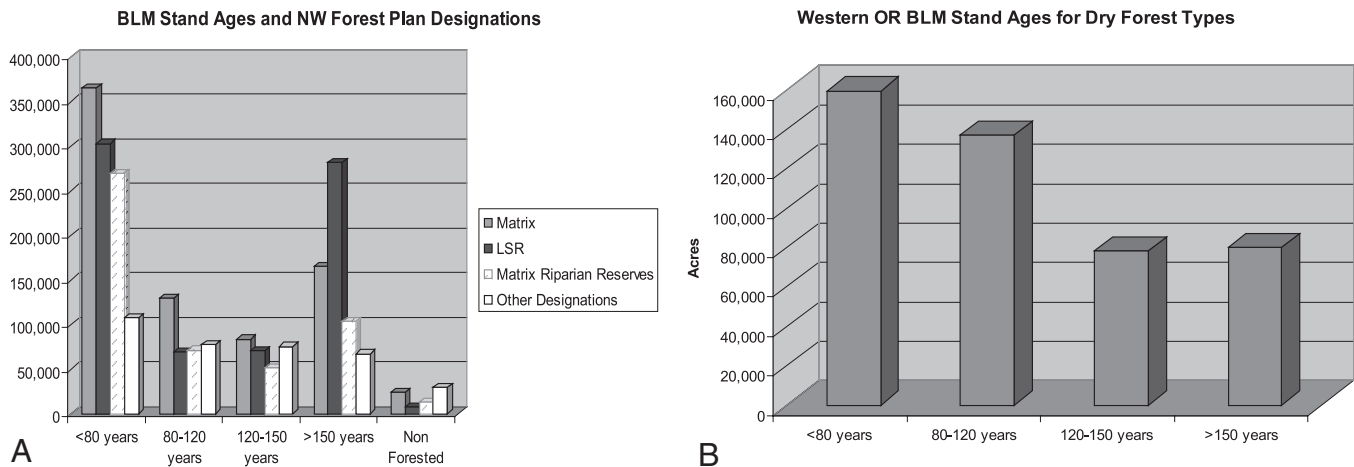 BLM Stand Ages and NW Forest Plan Designations
400,000
350,000
300,000
250,000
200,000
150,000
100,000
50,000
0
<80 years
80-120
years
120-150
years
>150 years
Non
Forested
Matrix
LSR
Matrix Riparian Reserves
Other Designations
A
Western OR BLM Stand Ages for Dry Forest Types
Acres
160,000
140,000
120,000
100,000
80,000
60,000
40,000
20,000
0
<80 years
80-120 years
120-150 years
>150 years
B